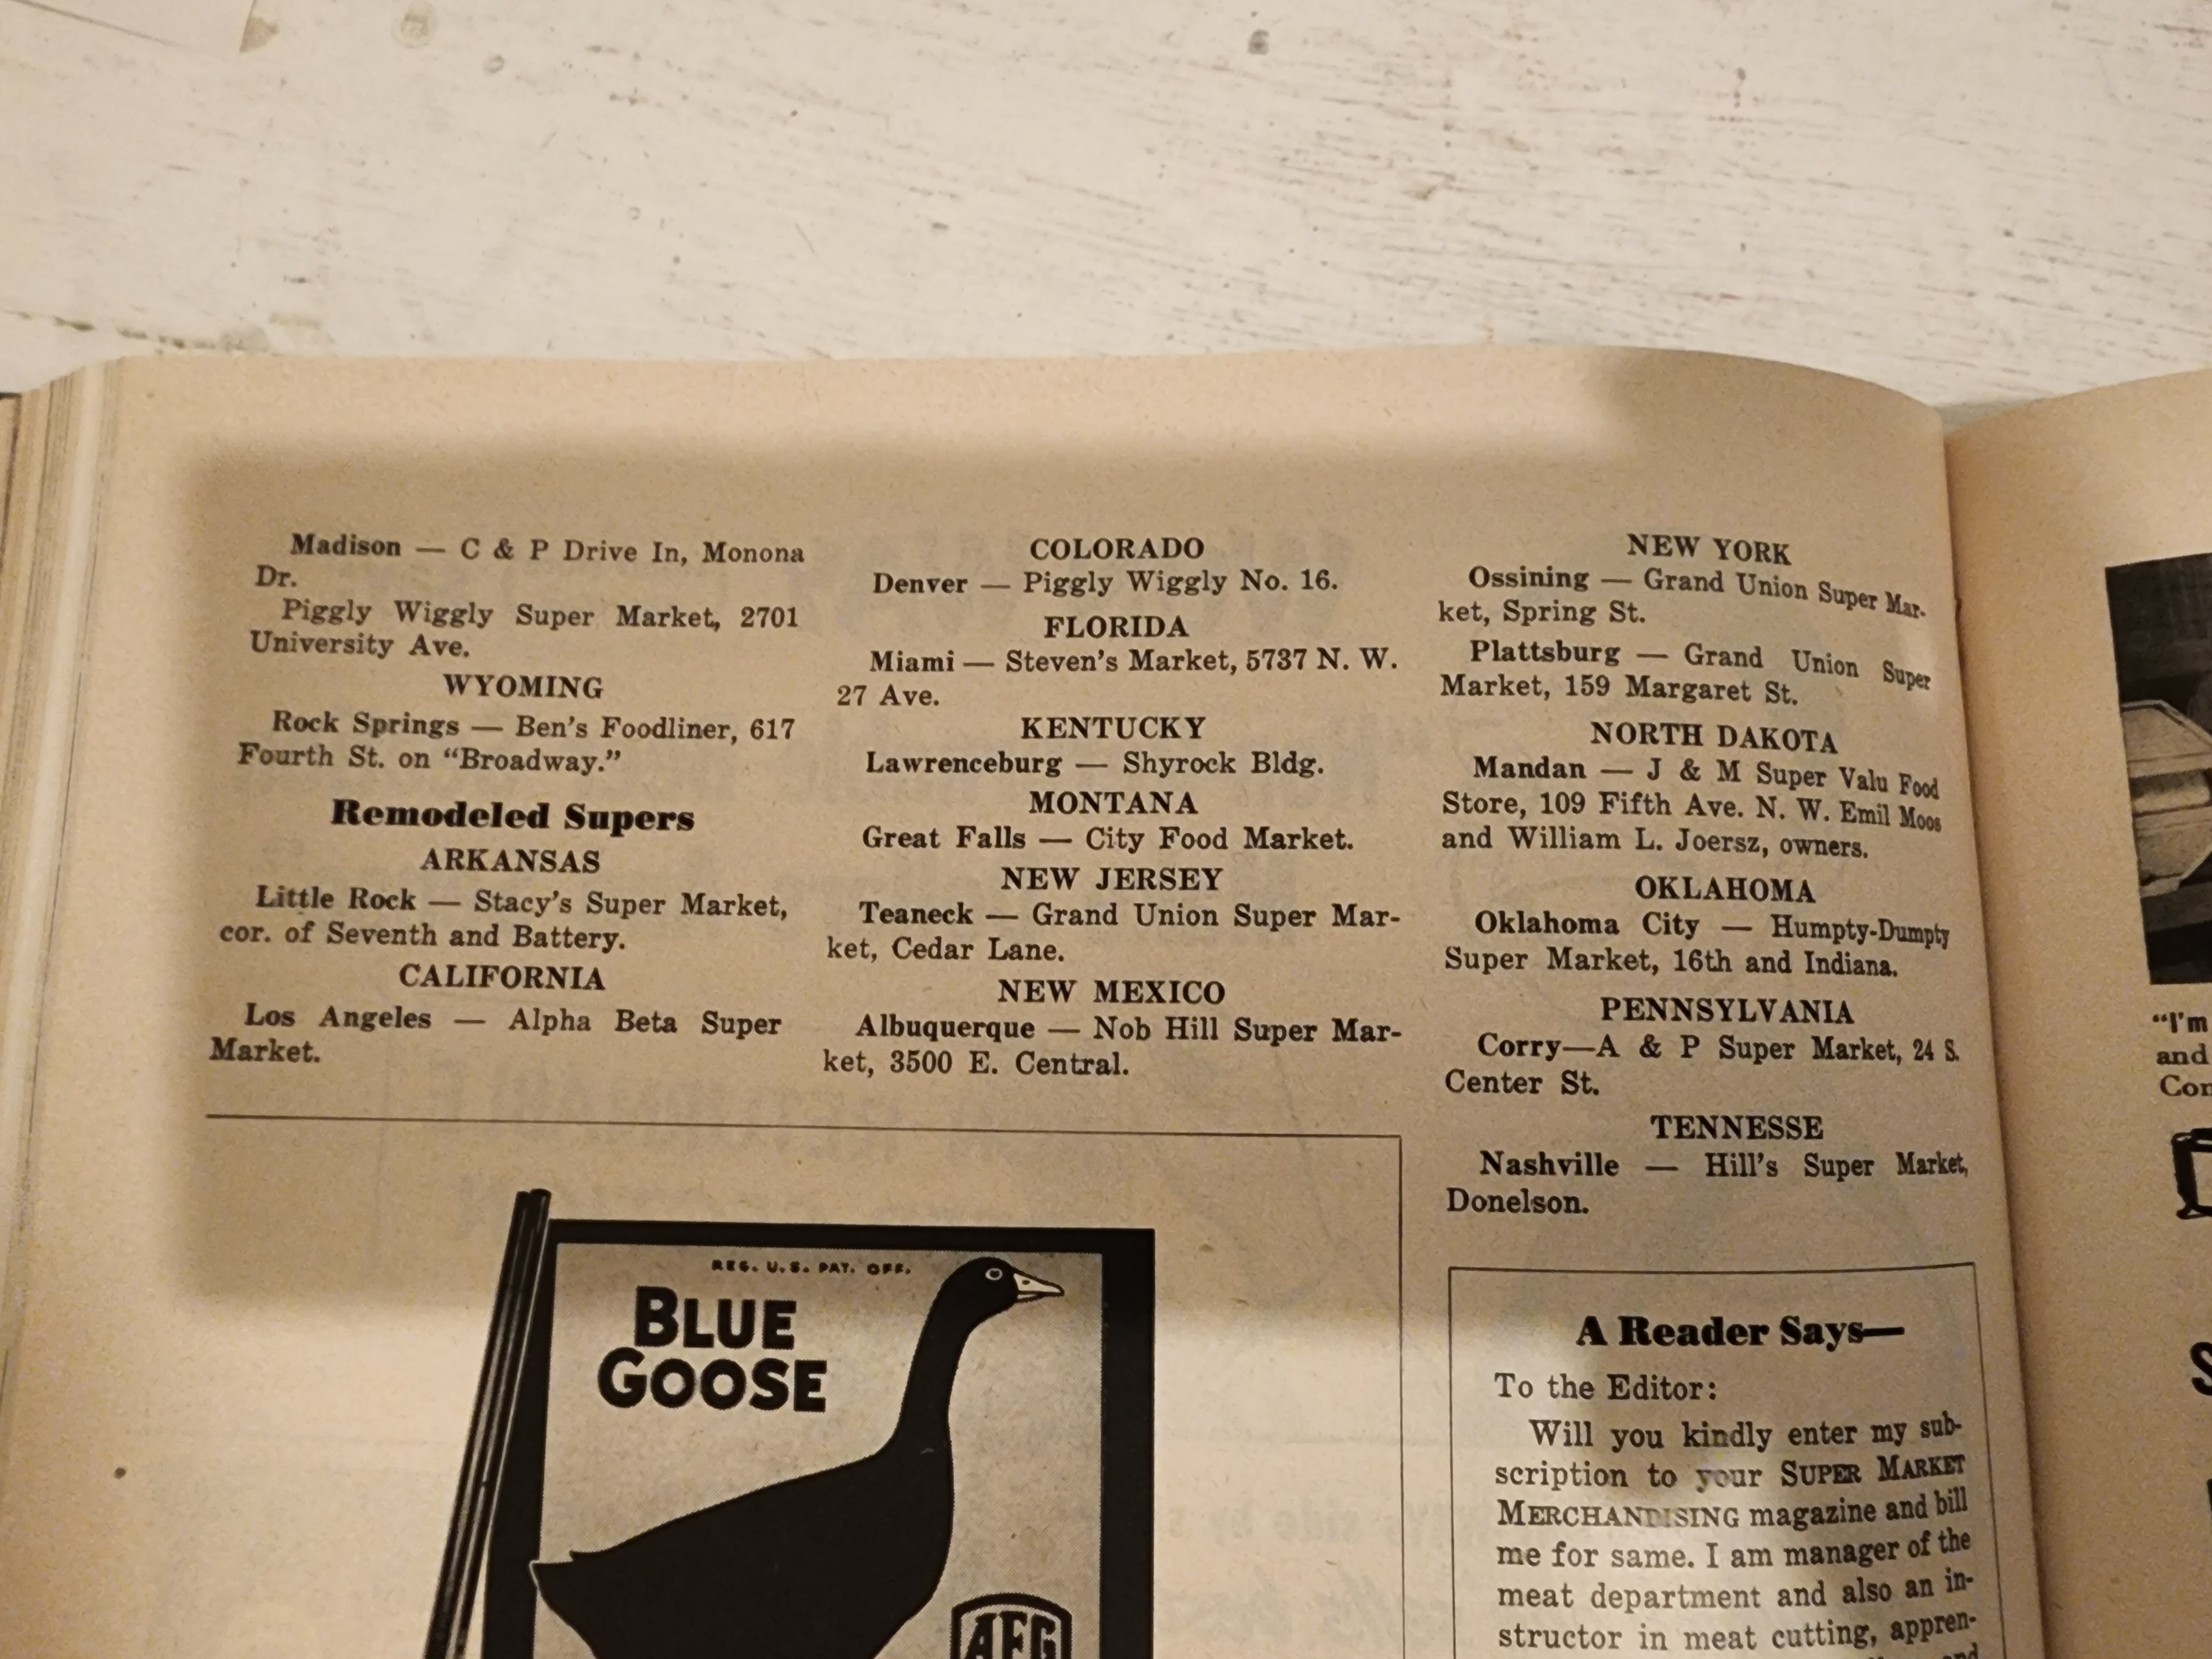 Madison — C & P Drive In, Monona
Dr.
Piggly Wiggly Super Market, 2701
University Ave.
WYOMING
Rock Springs — Ben's Foodliner, 617
Fourth St. on “Broadway.”
Remodeled Supers
ARKANSAS
Little Rock — Stacy's Super Market,
cor. of Seventh and Battery.
CALIFORNIA
Los Angeles — Alpha Beta Super
Market.
COLORADO
Denver — Piggly Wiggly No. 16.
FLORIDA
Miami — Steven's Market, 5737 N. W.
27 Ave.
KENTUCKY
Lawrenceburg — Shyrock Bldg.
MONTANA
Great Falls — City Food Market.
NEW JERSEY
Teaneck — Grand Union Super Mar-
ket, Cedar Lane.
NEW MEXICO
Albuquerque — Nob Hill Super Mar-
ket, 3500 E. Central.
NEW YORK
Ossining — Grand Union Super Mar-
ket, Spring St.
Plattsburg — Grand Union Super
Market, 159 Margaret St.
NORTH DAKOTA
Mandan — J & M Super Valu Food
Store, 109 Fifth Ave. N. W. Emil Moos
and William L. Joersz, owners.
OKLAHOMA
Oklahoma City — Humpty-Dumpty
Super Market, 16th and Indiana.
PENNSYLVANIA
Corry—A & P Super Market, 24 S.
Center St.
TENNESSE
Nashville — Hill's Super Market,
Donelson.
REG. U.S. PAT. OFF.
BLUE
GOOSE
AFG
A Reader Says—
To the Editor:
Will you kindly enter my sub-
scription to your SUPER MARKET
MERCHANDISING magazine and bill
me for same. I am manager of the
meat department and also an in-
structor in meat cutting, appren-
“I'm
and